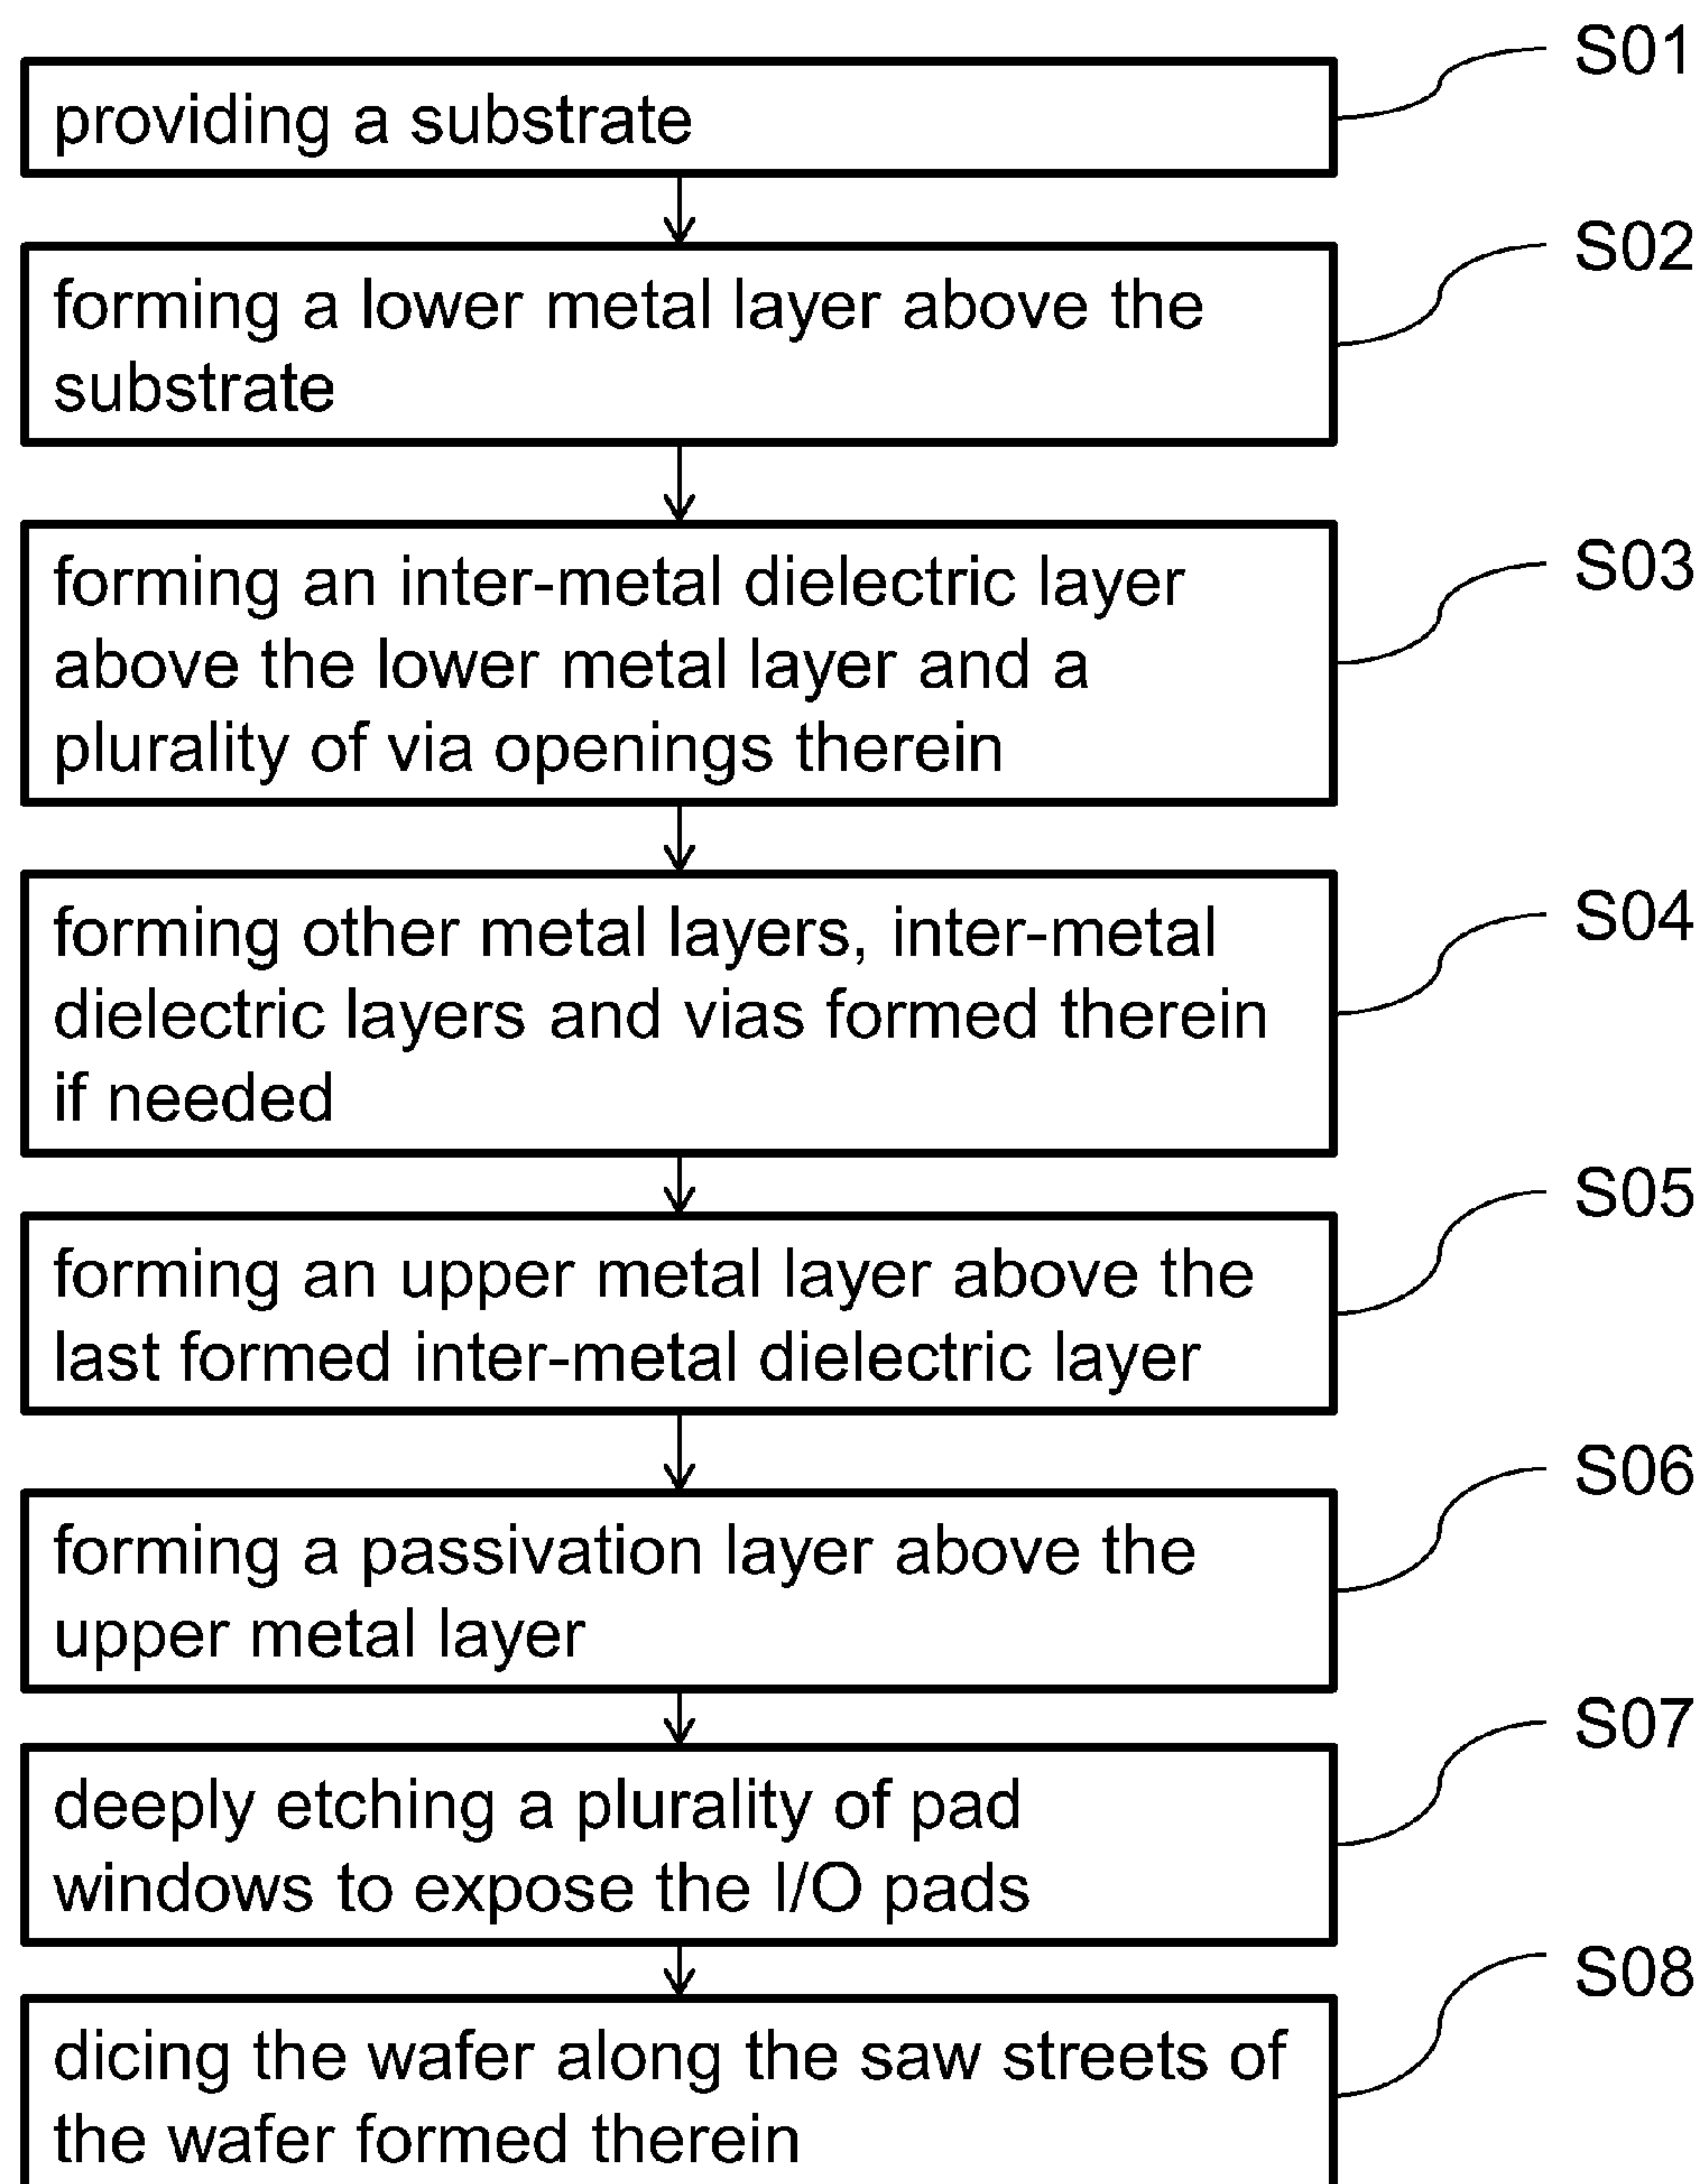 S01
providing a substrate
S02
forming a lower metal layer above the
substrate
S03
forming an inter-metal dielectric layer
above the lower metal layer and a
plurality of via openings therein
S04
forming other metal layers, inter-metal
dielectric layers and vias formed therein
if needed
S05
forming an upper metal layer above the
last formed inter-metal dielectric layer
S06
forming a passivation layer above the
upper metal layer
S07
deeply etching a plurality of pad
windows to expose the I/O pads
S08
dicing the wafer along the saw streets of
the wafer formed therein